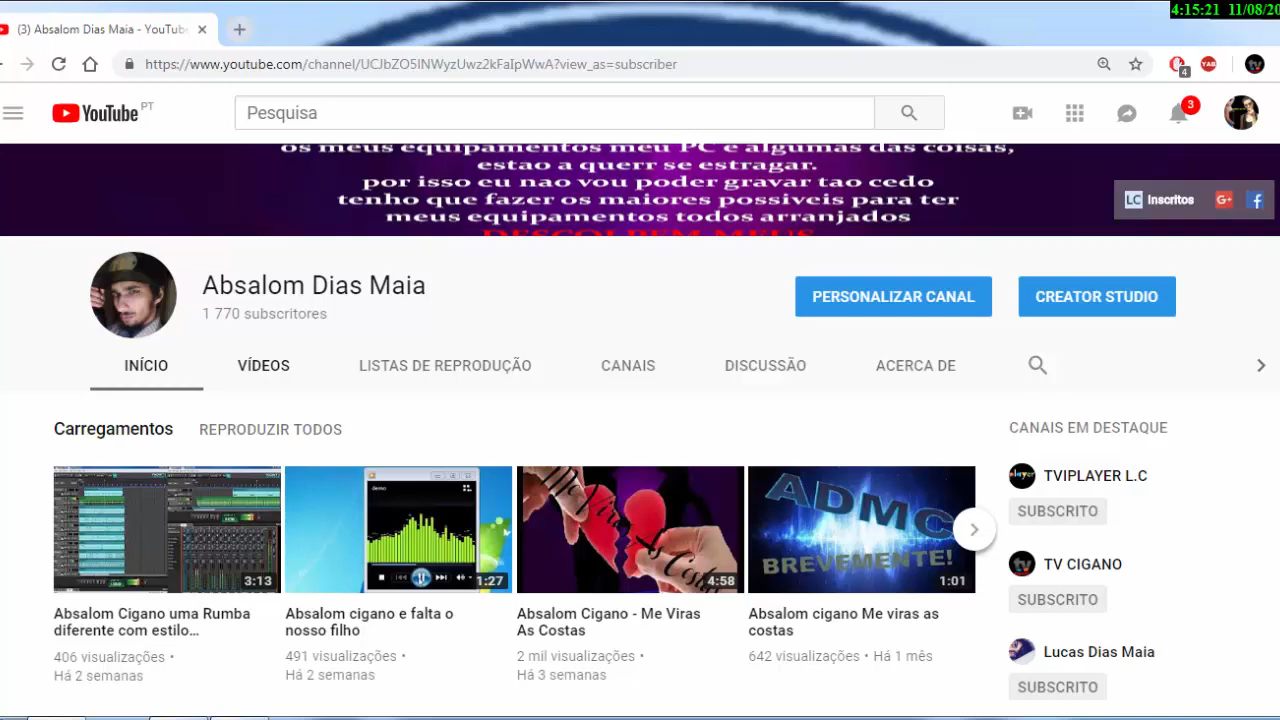 4:15:21 11/08/20
(3) Absalom Dias Maia - YouTube
https://www.youtube.com/channel/UCJbZO5lNWyzUwz2kFaIpWwA?view_as=subscriber
4
YouTube PT
Pesquisa
3
os meus equipamentos meu PC e algumas das coisas,
estao a querr se estragar.
por isso eu nao vou poder gravar tao cedo
tenho que fazer os maiores possiveis para ter
meus equipamentos todos arranjados
DESCOLPEM MEUS
LC Inscritos G+ f
Absalom Dias Maia
1 770 subscritores
PERSONALIZAR CANAL
CREATOR STUDIO
INÍCIO VÍDEOS LISTAS DE REPRODUÇÃO CANAIS DISCUSSÃO ACERCA DE
Carregamentos REPRODUZIR TODOS
CANAIS EM DESTAQUE
3:13
1:27
4:58
ADMC
BREVEMENTE!
1:01
Absalom Cigano uma Rumba
diferente com estilo...
406 visualizações •
Há 2 semanas
Absalom cigano e falta o
nosso filho
491 visualizações •
Há 2 semanas
Absalom Cigano - Me Viras
As Costas
2 mil visualizações •
Há 3 semanas
Absalom cigano Me viras as
costas
642 visualizações • Há 1 mês
TVIPLAYER L.C
SUBSCRITO
TV CIGANO
SUBSCRITO
Lucas Dias Maia
SUBSCRITO